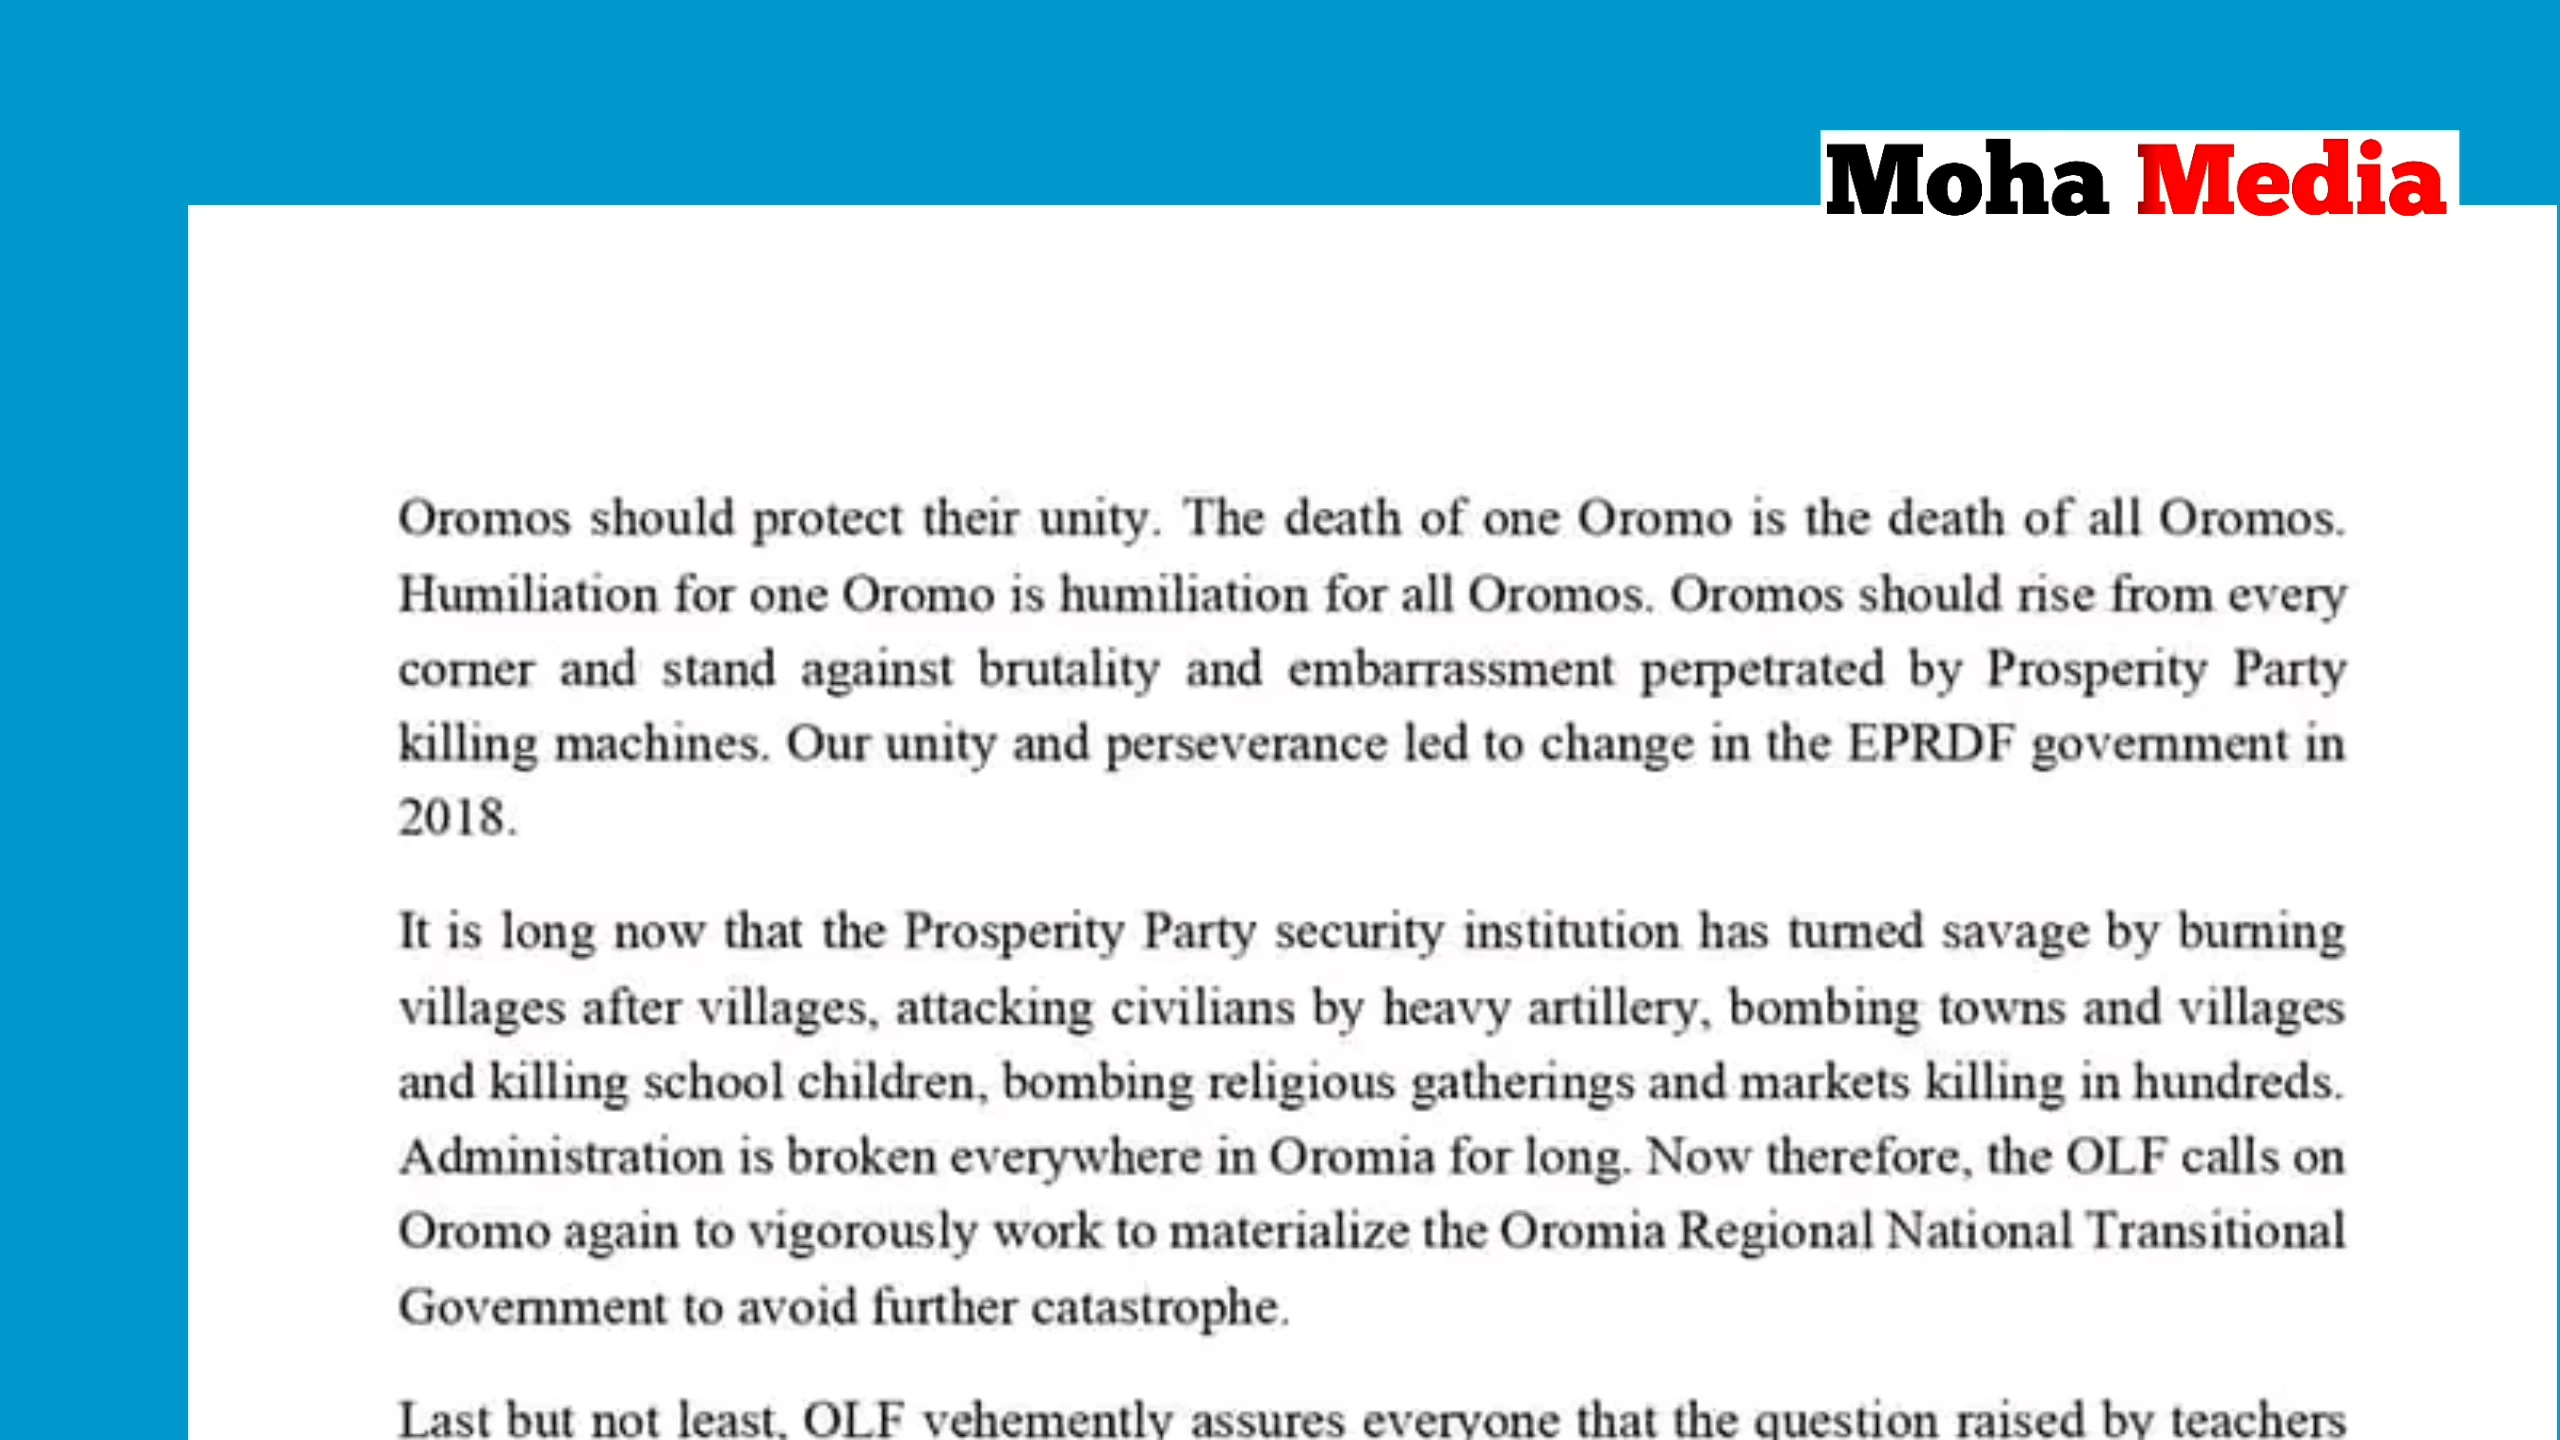 Moha Media
Oromos should protect their unity. The death of one Oromo is the death of all Oromos.
Humiliation for one Oromo is humiliation for all Oromos. Oromos should rise from every
corner and stand against brutality and embarrassment perpetrated by Prosperity Party
killing machines. Our unity and perseverance led to change in the EPRDF government in
2018.
It is long now that the Prosperity Party security institution has turned savage by burning
villages after villages, attacking civilians by heavy artillery, bombing towns and villages
and killing school children, bombing religious gatherings and markets killing in hundreds.
Administration is broken everywhere in Oromia for long. Now therefore, the OLF calls on
Oromo again to vigorously work to materialize the Oromia Regional National Transitional
Government to avoid further catastrophe.
Last but not least, OLF vehemently assures everyone that the question raised by teachers